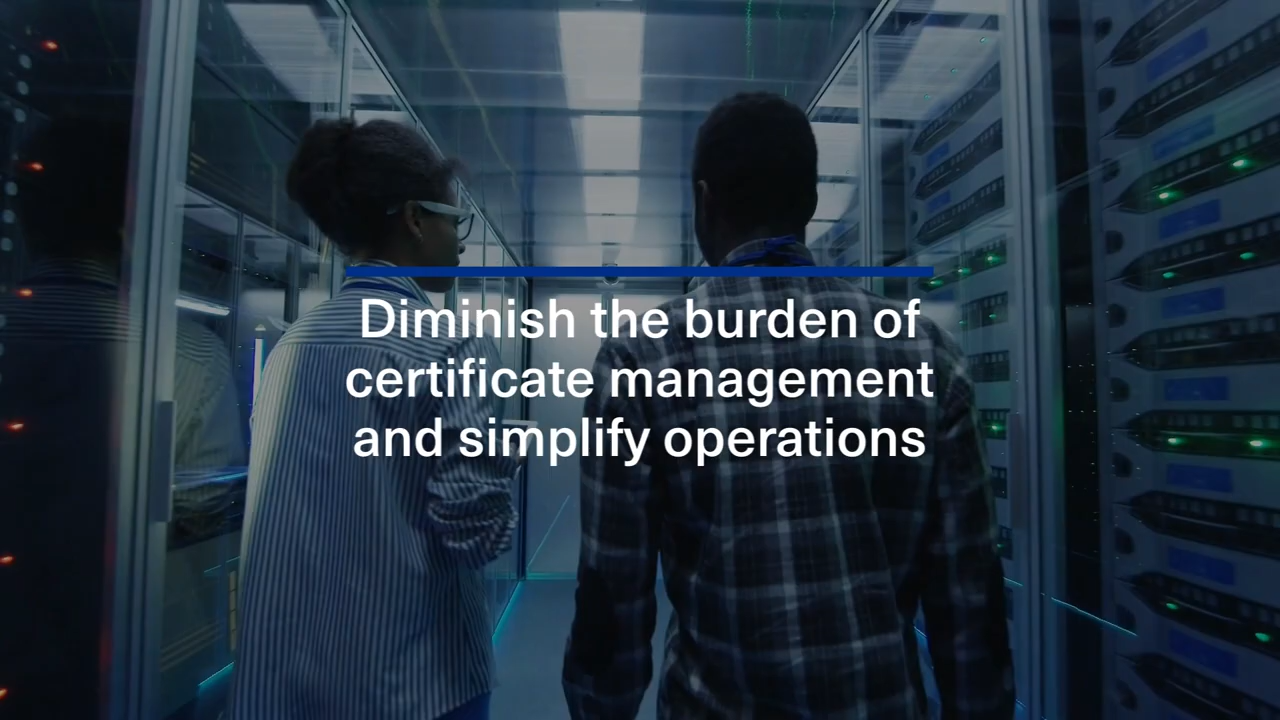 Diminish the burden of
certificate management
and simplify operations